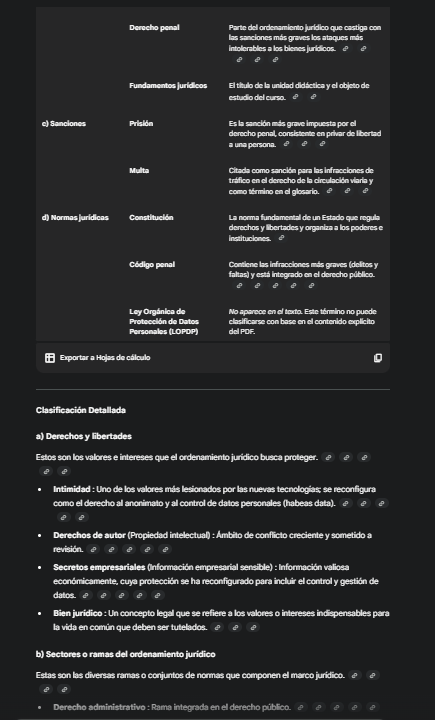 Derecho penal
Parte del ordenamiento jurídico que castiga con
las sanciones más graves los ataques más
intolerables a los bienes jurídicos.
Fundamentos jurídicos
El título de la unidad didáctica y el objeto de
estudio del curso.
c) Sanciones
Prisión
Es la sanción más grave impuesta por el
derecho penal, consistente en privar de libertad
a una persona.
Multa
Citada como sanción para las infracciones de
tráfico en el derecho de la circulación viaria y
como término en el glosario.
d) Normas jurídicas
Constitución
La norma fundamental de un Estado que regula
derechos y libertades y organiza a los poderes e
instituciones.
Código penal
Contiene las infracciones más graves (delitos y
faltas) y está integrado en el derecho público.
Ley Orgánica de
Protección de Datos
Personales (LOPDP)
No aparece en el texto. Este término no puede
clasificarse con base en el contenido explícito
del PDF.
Exportar a Hojas de cálculo
Clasificación Detallada
a) Derechos y libertades
Estos son los valores e intereses que el ordenamiento jurídico busca proteger.
• Intimidad : Uno de los valores más lesionados por las nuevas tecnologías; se reconfigura
como el derecho al anonimato y al control de datos personales (habeas data).
• Derechos de autor (Propiedad intelectual) : Ámbito de conflicto creciente y sometido a
revisión.
• Secretos empresariales (Información empresarial sensible) : Información valiosa
económicamente, cuya protección se ha reconfigurado para incluir el control y gestión de
datos.
• Bien jurídico : Un concepto legal que se refiere a los valores o intereses indispensables para
la vida en común que deben ser tutelados.
b) Sectores o ramas del ordenamiento jurídico
Estas son las diversas ramas o conjuntos de normas que componen el marco jurídico.
• Derecho administrativo : Rama integrada en el derecho público.